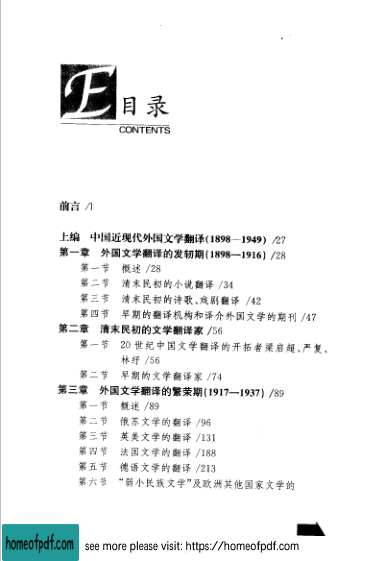 E 目录
CONTENTS
前言 /1
上编 中国近现代外国文学翻译(1898—1949) /27
第一章 外国文学翻译的发轫期(1898—1916) /28
第一节 概述 /28
第二节 清末民初的小说翻译 /34
第三节 清末民初的诗歌、戏剧翻译 /42
第四节 早期的翻译机构和译介外国文学的期刊 /47
第二章 清末民初的文学翻译家 /56
第一节 20世纪中国文学翻译的开拓者梁启超、严复、
林纾 /56
第二节 早期的文学翻译家 /74
第三章 外国文学翻译的繁荣期(1917—1937) /89
第一节 概述 /89
第二节 俄苏文学的翻译 /96
第三节 英美文学的翻译 /131
第四节 法国文学的翻译 /188
第五节 德语文学的翻译 /213
第六节 “弱小民族文学”及欧洲其他国家文学的
homeofpdf.com
see more please visit: https://homeofpdf.com